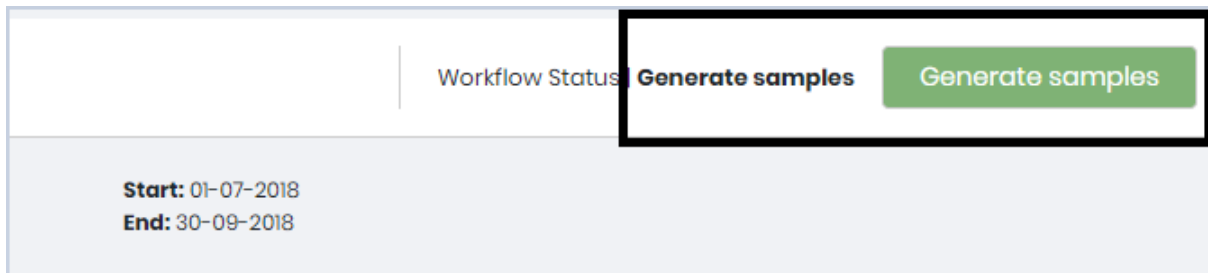 Workflow Status | Generate samples Generate samples
Start: 01-07-2018
End: 30-09-2018